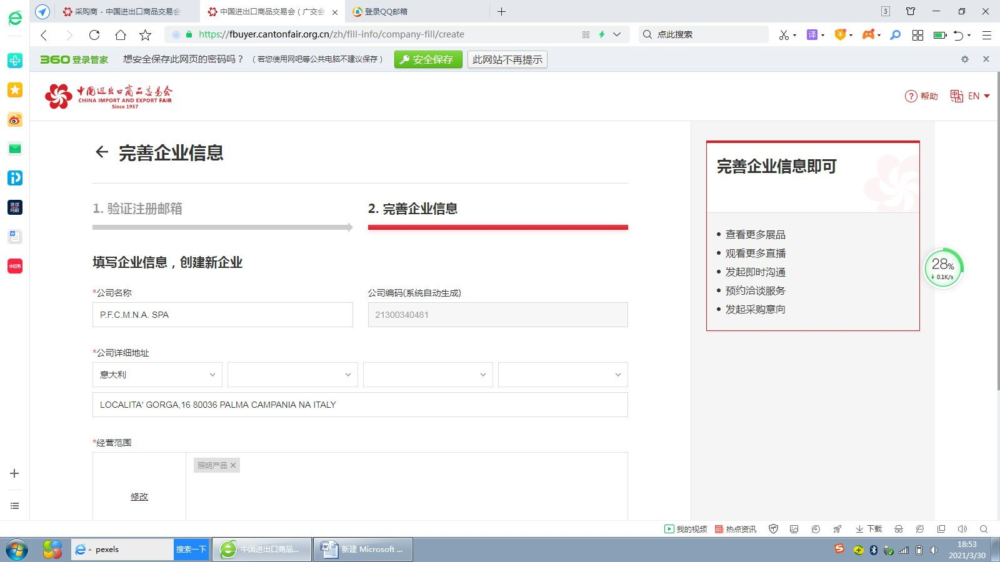 采购商 - 中国进出口商品交易会
中国进出口商品交易会（广交会
登录QQ邮箱
3
https://fbuyer.cantonfair.org.cn/zh/fill-info/company-fill/create
点此搜索
译
360登录管家 想安全保存此网页的密码吗？ （若您使用网吧等公共电脑不建议保存）
安全保存
此网站不再提示
中国进出口商品交易会
CHINA IMPORT AND EXPORT FAIR
Since 1957
帮助
EN
完善企业信息
1. 验证注册邮箱
2. 完善企业信息
填写企业信息，创建新企业
*公司名称
公司编码(系统自动生成)
P.F.C.M.N.A. SPA
21300340481
*公司详细地址
意大利
LOCALITA' GORGA,16 80036 PALMA CAMPANIA NA ITALY
*经营范围
照明产品
修改
完善企业信息即可
查看更多展品
观看更多直播
发起即时沟通
预约洽谈服务
发起采购意向
28%
0.1K/s
小红书
我的视频
热点资讯
下载
pexels
搜索一下
中国进出口商品...
新建 Microsoft ...
18:53
2021/3/30